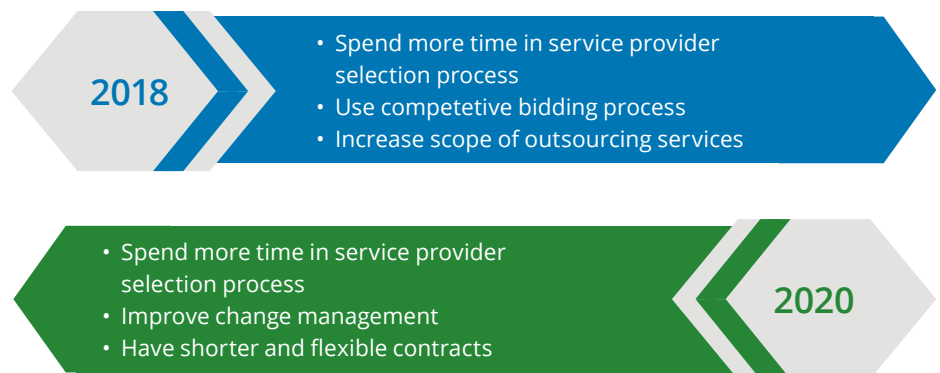 2018
• Spend more time in service provider
selection process
• Use competetive bidding process
• Increase scope of outsourcing services
• Spend more time in service provider
selection process
• Improve change management
• Have shorter and flexible contracts
2020